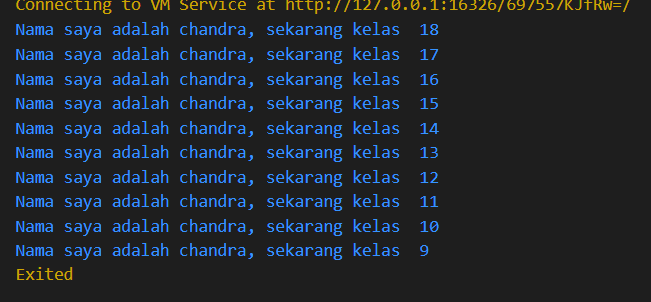 Connecting to VM Service at http://127.0.0.1:16326/697557KJfRw=/
Nama saya adalah chandra, sekarang kelas  18
Nama saya adalah chandra, sekarang kelas  17
Nama saya adalah chandra, sekarang kelas  16
Nama saya adalah chandra, sekarang kelas  15
Nama saya adalah chandra, sekarang kelas  14
Nama saya adalah chandra, sekarang kelas  13
Nama saya adalah chandra, sekarang kelas  12
Nama saya adalah chandra, sekarang kelas  11
Nama saya adalah chandra, sekarang kelas  10
Nama saya adalah chandra, sekarang kelas  9
Exited